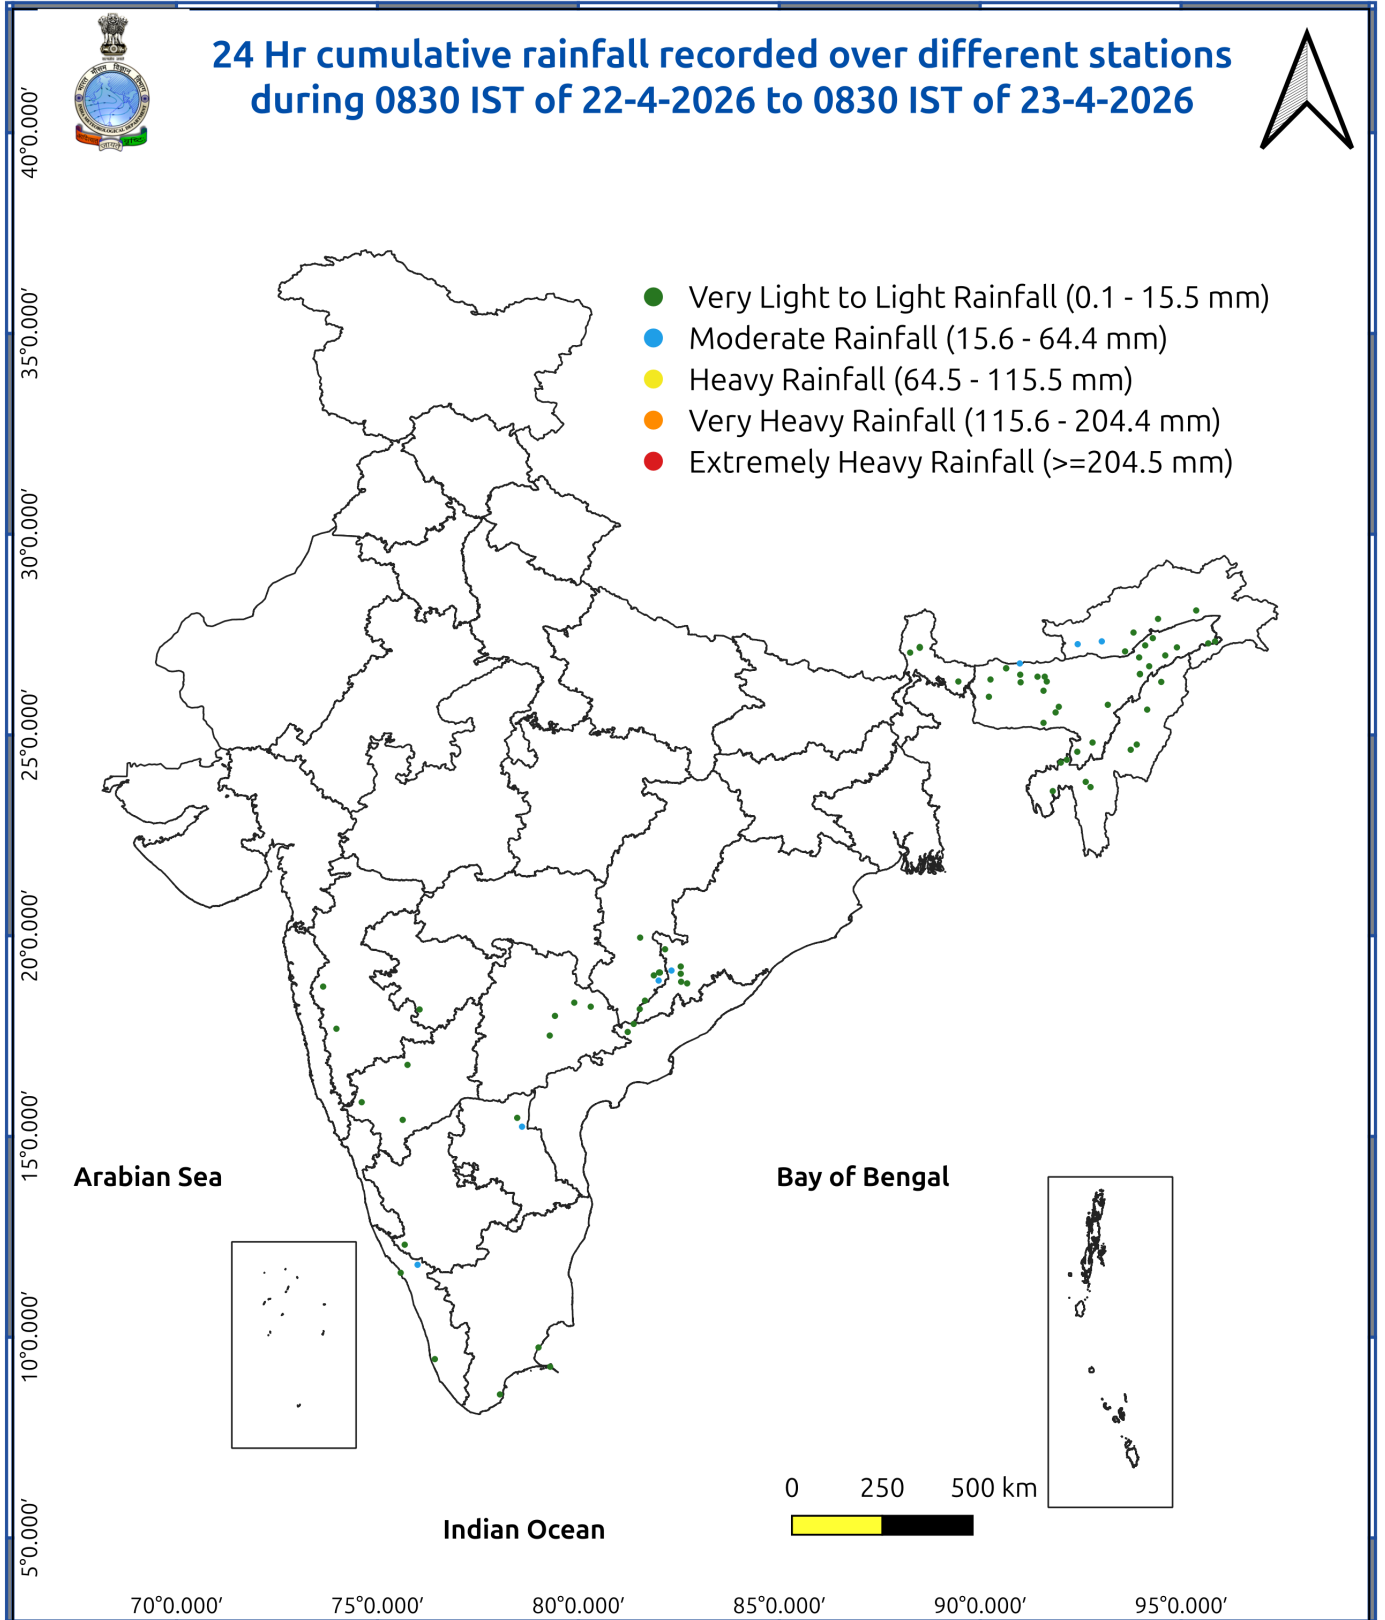 24 Hr cumulative rainfall recorded over different stations
during 0830 IST of 22-4-2026 to 0830 IST of 23-4-2026
Very Light to Light Rainfall (0.1 - 15.5 mm)
Moderate Rainfall (15.6 - 64.4 mm)
Heavy Rainfall (64.5 - 115.5 mm)
Very Heavy Rainfall (115.6 - 204.4 mm)
Extremely Heavy Rainfall (>=204.5 mm)
40°0.000′
35°0.000′
30°0.000′
25°0.000′
20°0.000′
15°0.000′
10°0.000′
5°0.000′
Arabian Sea
Bay of Bengal
Indian Ocean
0 250 500 km
70°0.000′ 75°0.000′ 80°0.000′ 85°0.000′ 90°0.000′ 95°0.000′